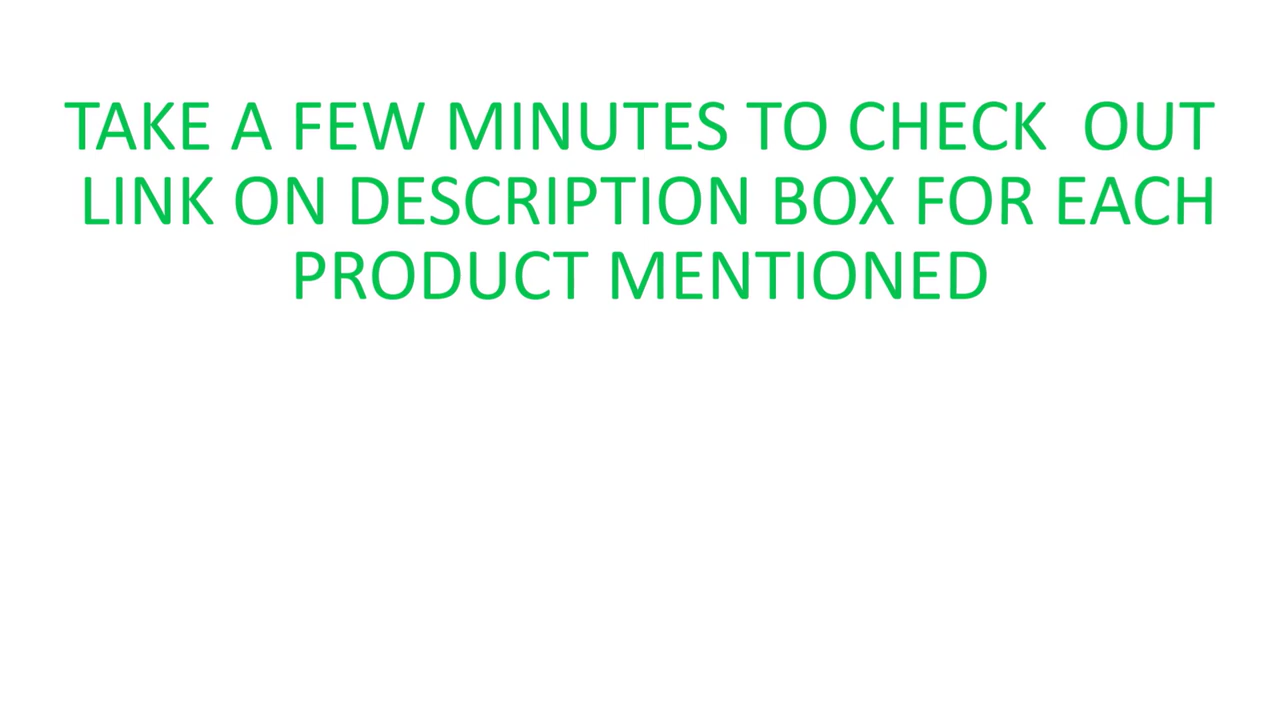 TAKE A FEW MINUTES TO CHECK  OUT
LINK ON DESCRIPTION BOX FOR EACH
PRODUCT MENTIONED